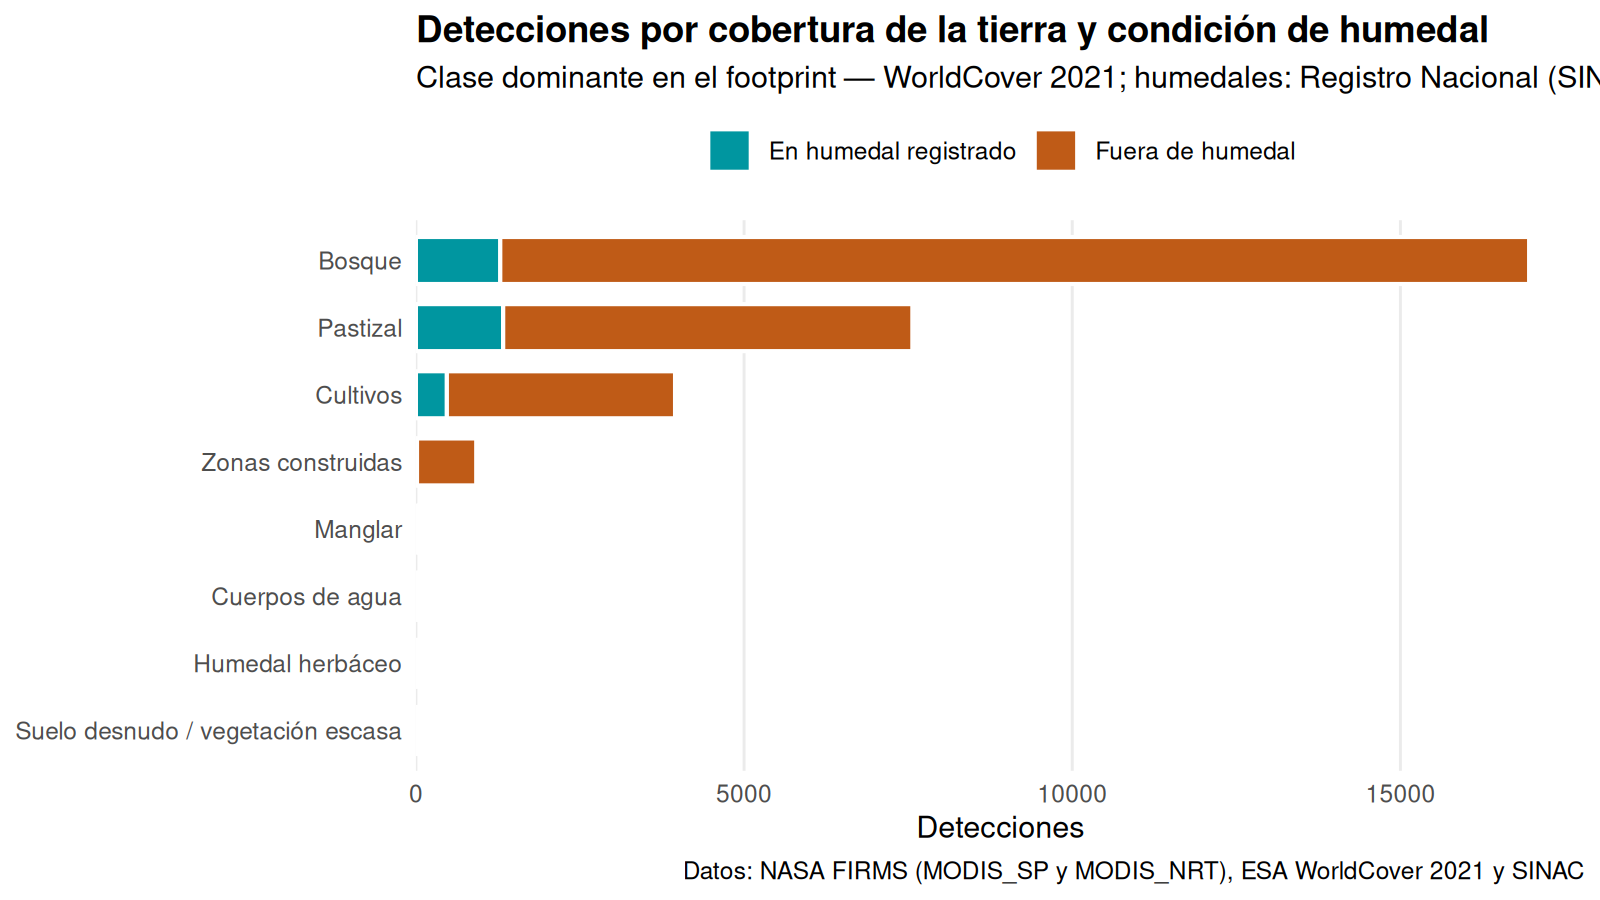 Detecciones por cobertura de la tierra y condición de humedal
Clase dominante en el footprint — WorldCover 2021; humedales: Registro Nacional
En humedal registrado
Fuera de humedal
Bosque
Pastizal
Cultivos
Zonas construidas
Manglar
Cuerpos de agua
Humedal herbáceo
Suelo desnudo / vegetación escasa
0 5000 10000 15000
Detecciones
Datos: NASA FIRMS (MODIS_SP y MODIS_NRT), ESA WorldCover 2021 y SINAC